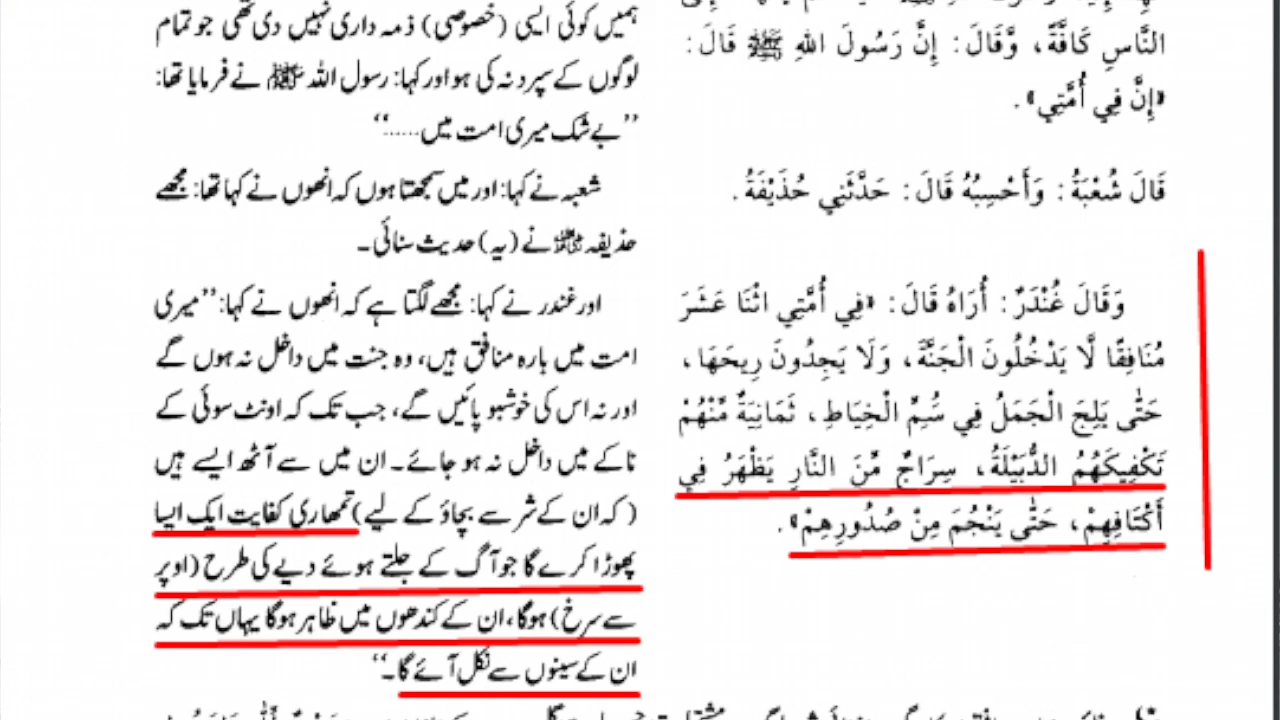 النَّاسِ كَافَّةً، وَّقَالَ: إِنَّ رَسُولَ اللهِ ﷺ قَالَ:
«إِنَّ فِي أُمَّتِي».
قَالَ شُعْبَةُ: وَأَحْسِبُهُ قَالَ: حَدَّثَنِي حُذَيْفَةُ.
وَقَالَ غُنْدَرٌ: أُرَاهُ قَالَ: «فِي أُمَّتِي اثْنَا عَشَرَ
مُنَافِقًا لَّا يَدْخُلُونَ الْجَنَّةَ، وَلَا يَجِدُونَ رِيحَهَا،
حَتّٰى يَلِجَ الْجَمَلُ فِي سُمِّ الْخِيَاطِ، ثَمَانِيَةٌ مِّنْهُمْ
تَكْفِيكَهُمُ الدُّبَيْلَةُ، سِرَاجٌ مِّنَ النَّارِ يَظْهَرُ فِي
أَكْتَافِهِمْ، حَتّٰى يَنْجُمَ مِنْ صُدُورِهِمْ».
ہمیں کوئی ایسی (خصوصی) ذمہ داری نہیں دی تھی جو تمام
لوگوں کے سپرد نہ کی ہو اور کہا: رسول اللہ ﷺ نے فرمایا تھا:
’’بے شک میری امت میں.....‘‘
شعبہ نے کہا: اور میں سمجھتا ہوں کہ انھوں نے کہا تھا: مجھے
حذیفہ رضی اللہ عنہ نے (یہ) حدیث سنائی۔
اور غندر نے کہا: مجھے لگتا ہے کہ انھوں نے کہا: ’’میری
امت میں بارہ منافق ہیں، وہ جنت میں داخل نہ ہوں گے
اور نہ اس کی خوشبو پائیں گے، جب تک کہ اونٹ سوئی کے
ناکے میں داخل نہ ہو جائے۔ ان میں سے آٹھ ایسے ہیں
(کہ ان کے شر سے بچاؤ کے لیے) تمھاری کفایت ایک ایسا
پھوڑا کرے گا جو آگ کے جلتے ہوئے دیے کی طرح (اوپر
سے سرخ) ہوگا، ان کے کندھوں میں ظاہر ہوگا یہاں تک کہ
ان کے سینوں سے نکل آئے گا۔‘‘